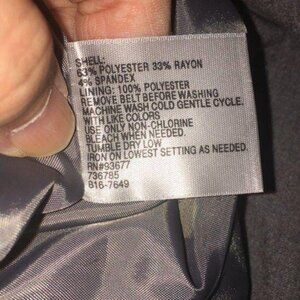 SHELL:
63% POLYESTER 33% RAYON
4% SPANDEX
LINING: 100% POLYESTER
REMOVE BELT BEFORE WASHING
MACHINE WASH COLD GENTLE CYCLE.
WITH LIKE COLORS
USE ONLY NON-CHLORINE
BLEACH WHEN NEEDED.
TUMBLE DRY LOW
IRON ON LOWEST SETTING AS NEEDED.
RN#93677
736785
816-7649